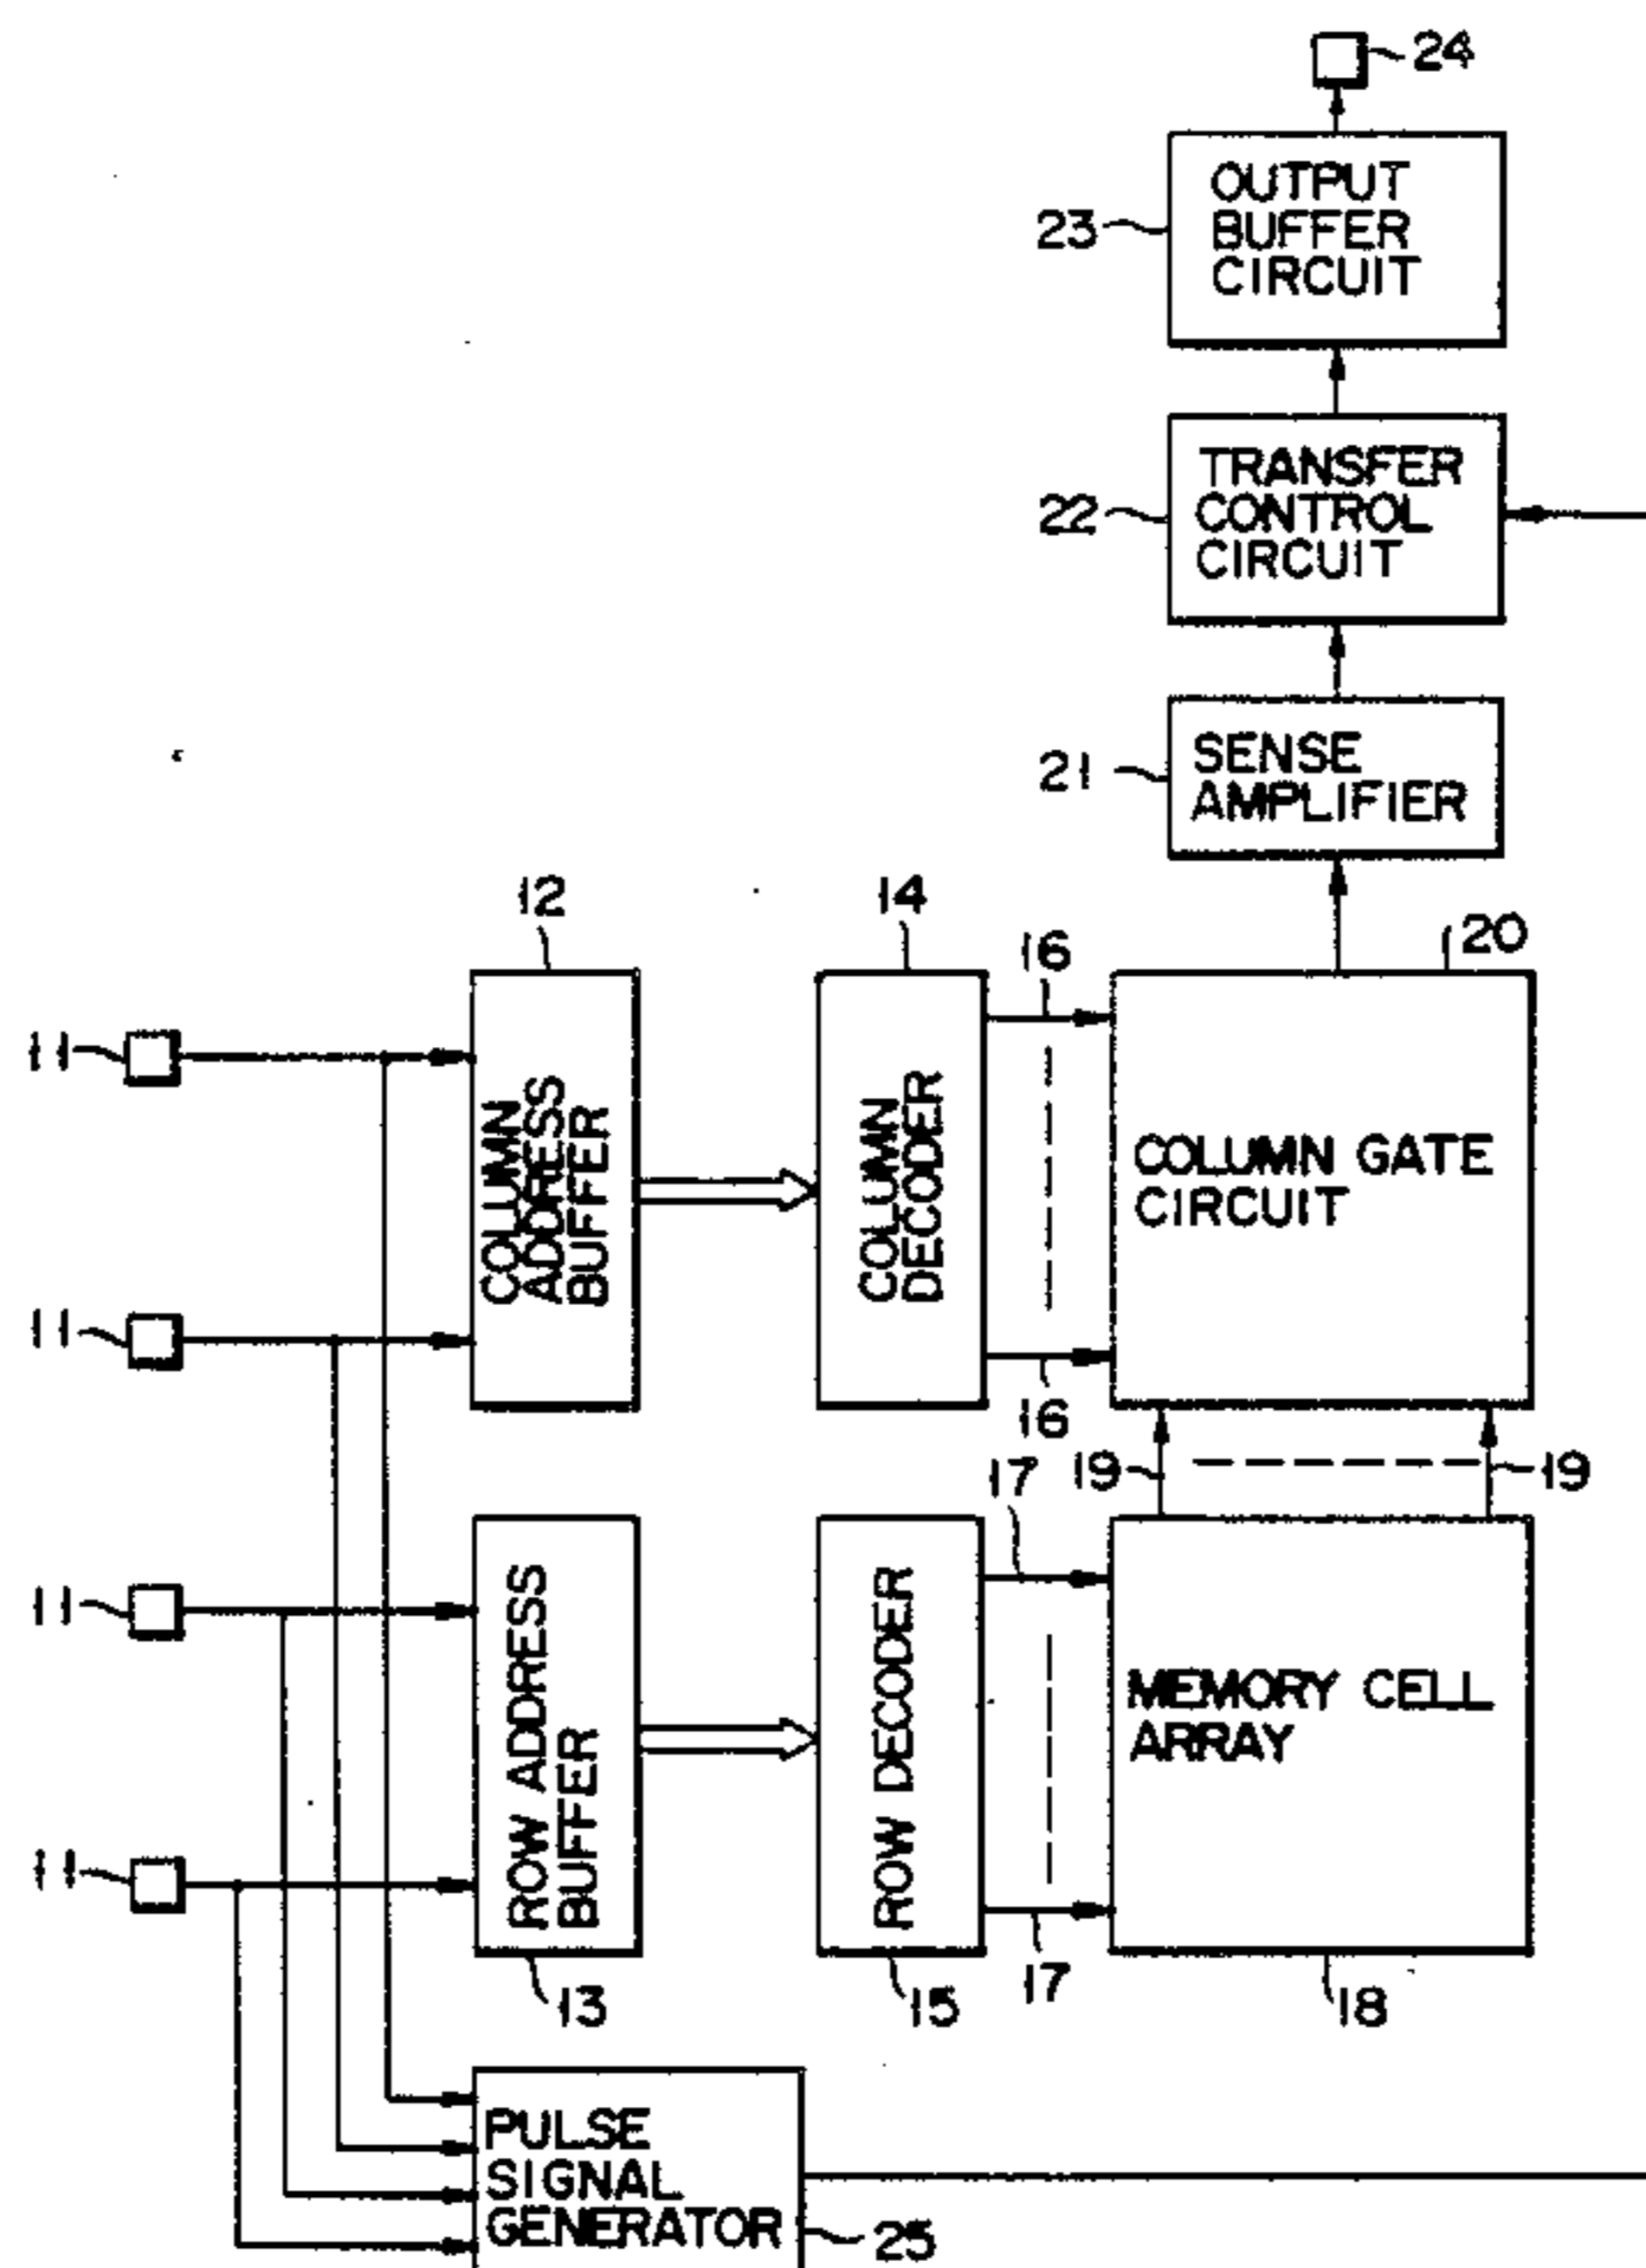 24
OUTPUT
BUFFER
CIRCUIT
23
TRANSFER
CONTROL
CIRCUIT
22
SENSE
AMPLIFIER
21
12
14
16
20
11
COLUMN
ADDRESS
BUFFER
COLUMN
DECODER
COLUMN GATE
CIRCUIT
11
16
17
19
19
11
ROW ADDRESS
BUFFER
ROW DECODER
MEMORY CELL
ARRAY
11
13
15
17
18
PULSE
SIGNAL
GENERATOR
25